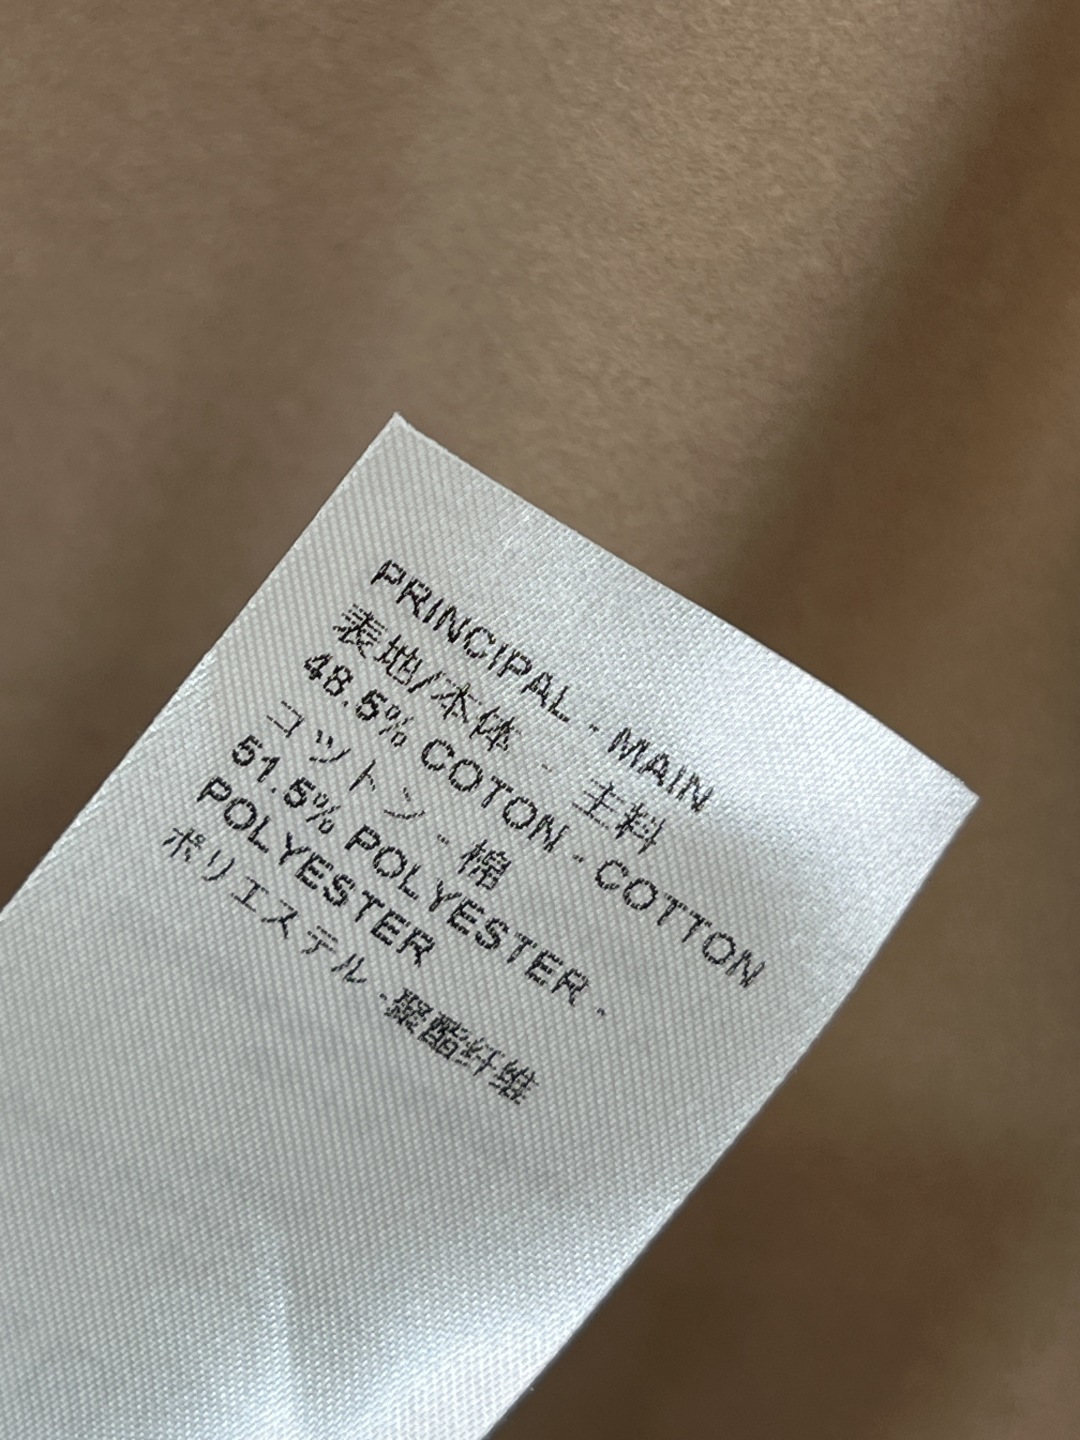 PRINCIPAL - MAIN
表地/本体 - 主料
48.5% COTON - COTTON
コットン - 棉
51.5% POLYESTER -
POLYESTER
ポリエステル - 聚酯纤维